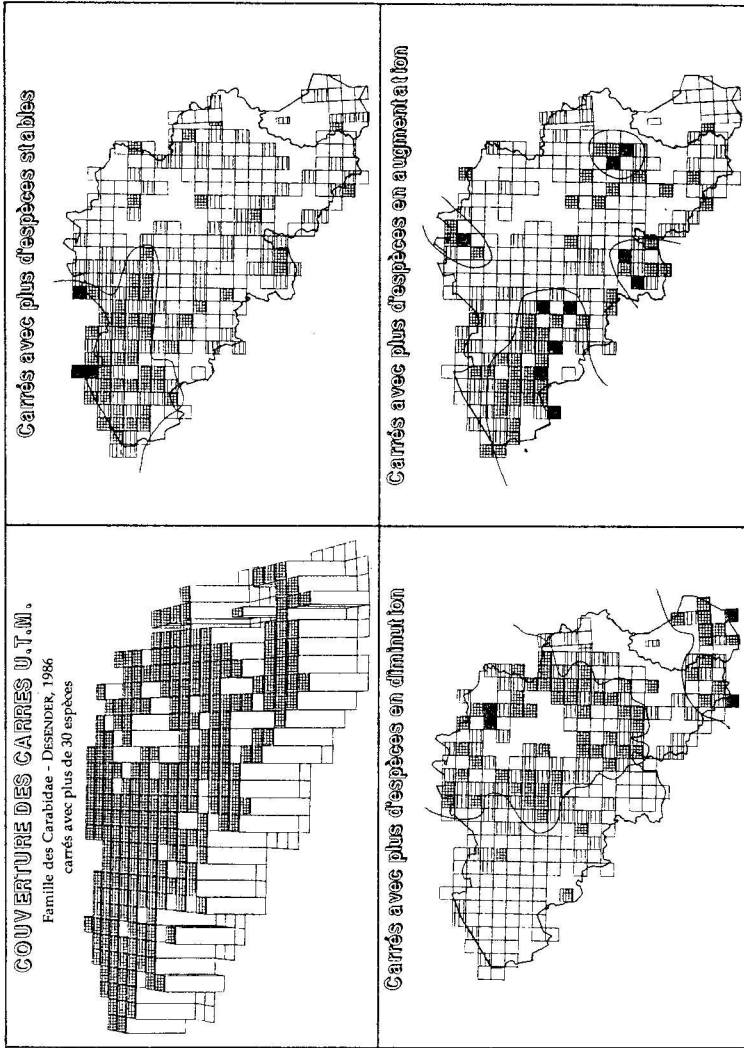 COUVERTURE DES CARRES U.T.M.
Famille des Carabidae - DESENDER, 1986
carrés avec plus de 30 espèces
Carrés avec plus d'espèces stables
Carrés avec plus d'espèces en diminution
Carrés avec plus d'espèces en augmentation